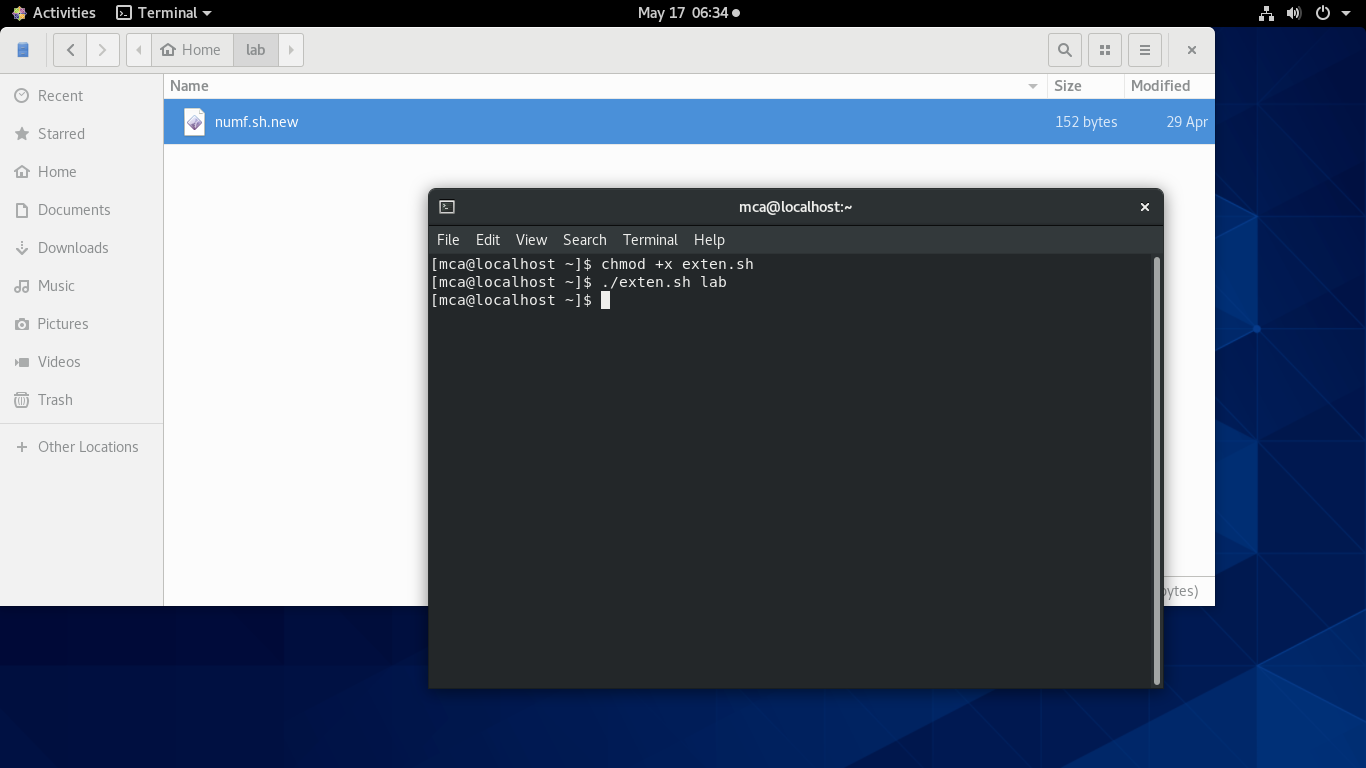 Activities Terminal May 17 06:34
Home lab
Name Size Modified
numf.sh.new 152 bytes 29 Apr
Recent
Starred
Home
Documents
Downloads
Music
Pictures
Videos
Trash
Other Locations
mca@localhost:~
File Edit View Search Terminal Help
[mca@localhost ~]$ chmod +x exten.sh
[mca@localhost ~]$ ./exten.sh lab
[mca@localhost ~]$
bytes)